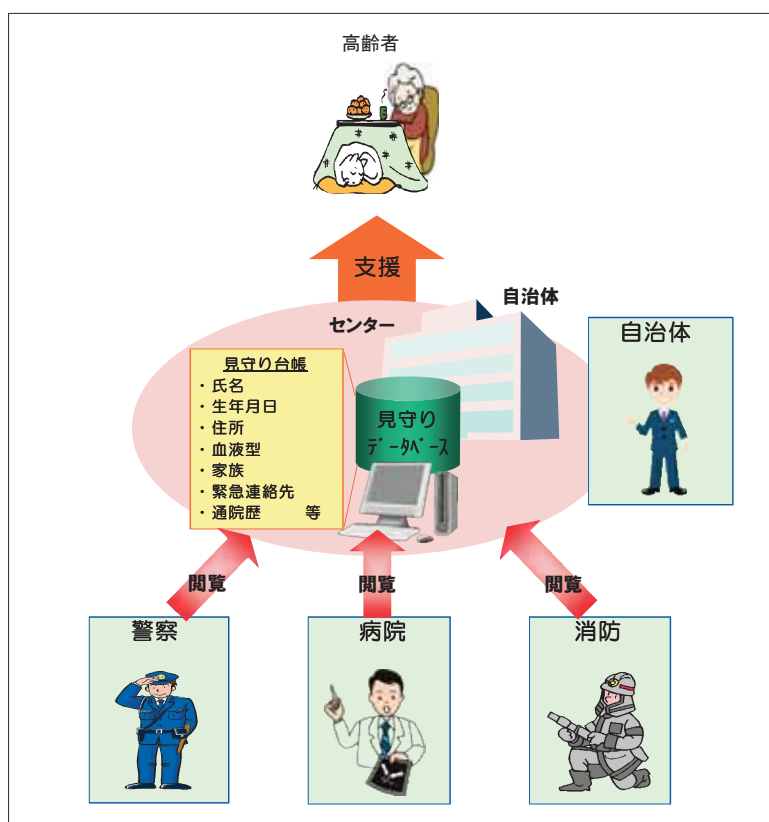 高齢者
支援
自治体
センター
自治体
見守り台帳
・氏名
・生年月日
・住所
・血液型
・家族
・緊急連絡先
・通院歴　　等
見守り
ﾃﾞｰﾀﾍﾞｰｽ
閲覧
閲覧
閲覧
警察
病院
消防